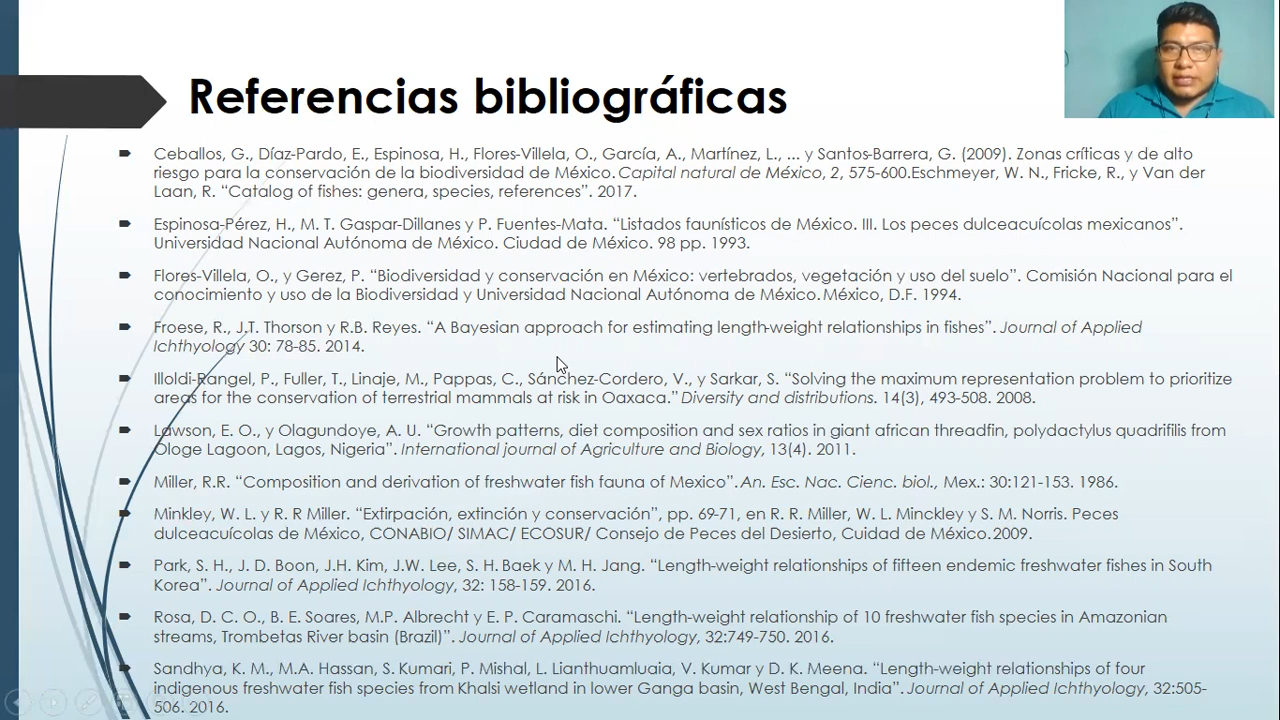 Referencias bibliográficas
Ceballos, G., Díaz-Pardo, E., Espinosa, H., Flores-Villela, O., García, A., Martínez, L., ... y Santos-Barrera, G. (2009). Zonas críticas y de alto
riesgo para la conservación de la biodiversidad de México. Capital natural de México, 2, 575-600.Eschmeyer, W. N., Fricke, R., y Van der
Laan, R. “Catalog of fishes: genera, species, references”. 2017.
Espinosa-Pérez, H., M. T. Gaspar-Dillanes y P. Fuentes-Mata. “Listados faunísticos de México. III. Los peces dulceacuícolas mexicanos”.
Universidad Nacional Autónoma de México. Ciudad de México. 98 pp. 1993.
Flores-Villela, O., y Gerez, P. “Biodiversidad y conservación en México: vertebrados, vegetación y uso del suelo”. Comisión Nacional para el
conocimiento y uso de la Biodiversidad y Universidad Nacional Autónoma de México. México, D.F. 1994.
Froese, R., J.T. Thorson y R.B. Reyes. “A Bayesian approach for estimating length-weight relationships in fishes”. Journal of Applied
Ichthyology 30: 78-85. 2014.
Illoldi-Rangel, P., Fuller, T., Linaje, M., Pappas, C., Sánchez-Cordero, V., y Sarkar, S. “Solving the maximum representation problem to prioritize
areas for the conservation of terrestrial mammals at risk in Oaxaca.” Diversity and distributions. 14(3), 493-508. 2008.
Lawson, E. O., y Olagundoye, A. U. “Growth patterns, diet composition and sex ratios in giant african threadfin, polydactylus quadrifilis from
Ologe Lagoon, Lagos, Nigeria”. International journal of Agriculture and Biology, 13(4). 2011.
Miller, R.R. “Composition and derivation of freshwater fish fauna of Mexico”. An. Esc. Nac. Cienc. biol., Mex.: 30:121-153. 1986.
Minkley, W. L. y R. R Miller. “Extirpación, extinción y conservación”, pp. 69-71, en R. R. Miller, W. L. Minckley y S. M. Norris. Peces
dulceacuícolas de México, CONABIO/ SIMAC/ ECOSUR/ Consejo de Peces del Desierto, Cuidad de México. 2009.
Park, S. H., J. D. Boon, J.H. Kim, J.W. Lee, S. H. Baek y M. H. Jang. “Length-weight relationships of fifteen endemic freshwater fishes in South
Korea”. Journal of Applied Ichthyology, 32: 158-159. 2016.
Rosa, D. C. O., B. E. Soares, M.P. Albrecht y E. P. Caramaschi. “Length-weight relationship of 10 freshwater fish species in Amazonian
streams, Trombetas River basin (Brazil)”. Journal of Applied Ichthyology, 32:749-750. 2016.
Sandhya, K. M., M.A. Hassan, S. Kumari, P. Mishal, L. Lianthuamluaia, V. Kumar y D. K. Meena. “Length-weight relationships of four
indigenous freshwater fish species from Khalsi wetland in lower Ganga basin, West Bengal, India”. Journal of Applied Ichthyology, 32:505-
506. 2016.